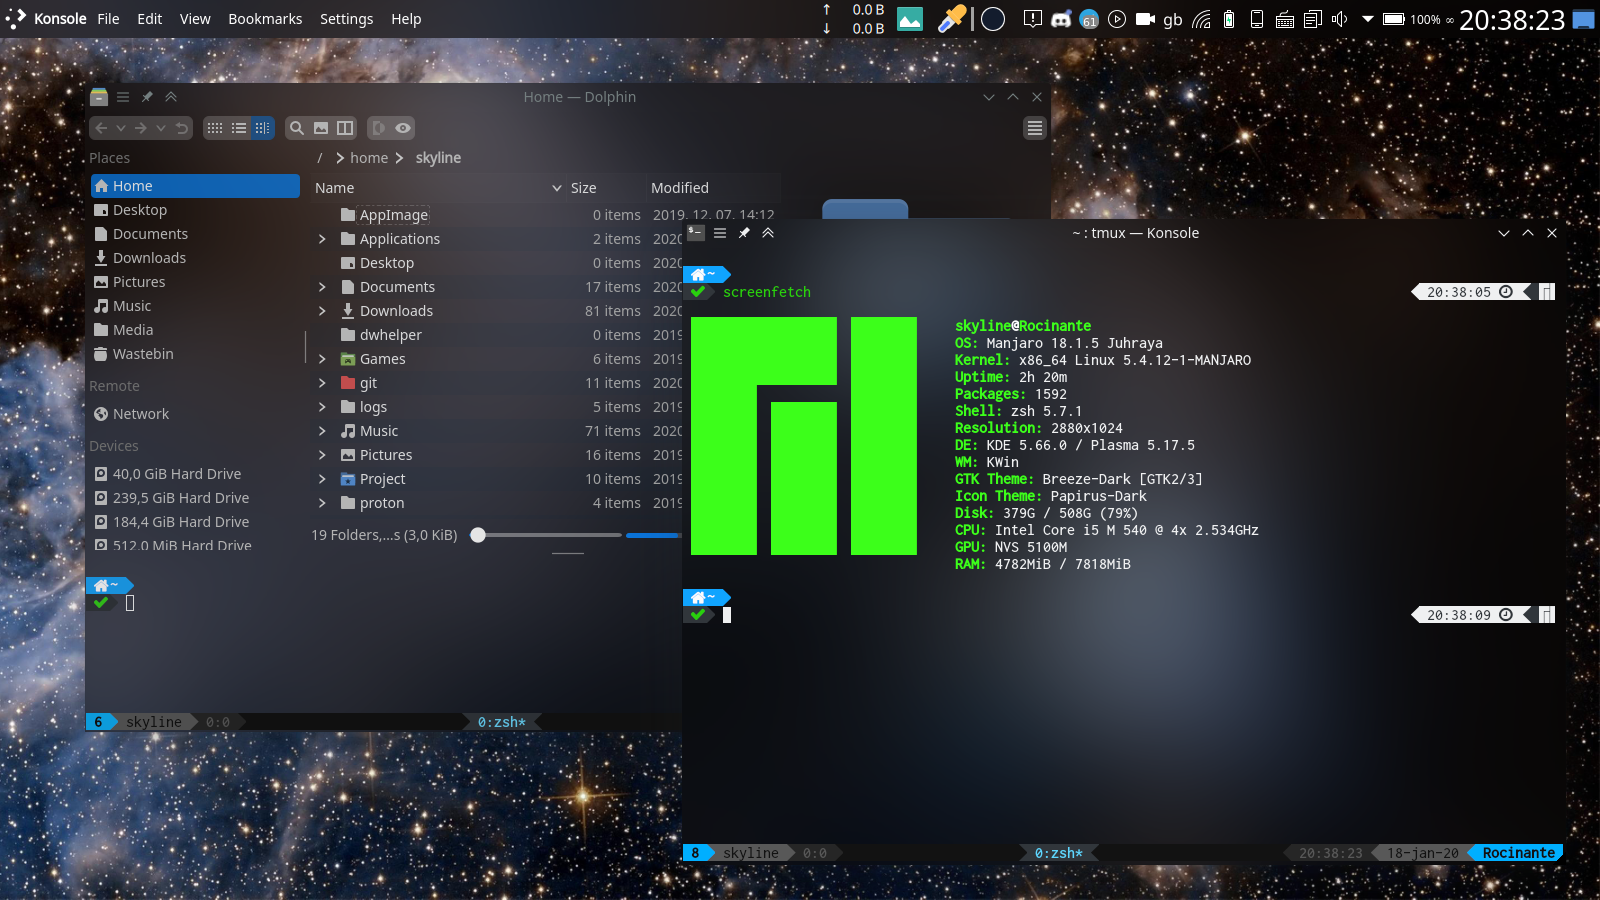 Konsole File Edit View Bookmarks Settings Help
↑ 0.0 B
↓ 0.0 B
61 gb 100% ∞ 20:38:23
Home — Dolphin
/ home skyline
Places
Home
Desktop
Documents
Downloads
Pictures
Music
Media
Wastebin
Remote
Network
Devices
40,0 GiB Hard Drive
239,5 GiB Hard Drive
184,4 GiB Hard Drive
512,0 MiB Hard Drive
Name Size Modified
AppImage 0 items 2019. 12. 07. 14:12
Applications 2 items 2020
Desktop 0 items 2020
Documents 17 items 2020
Downloads 81 items 2020
dwhelper 0 items 2019
Games 6 items 2020
git 11 items 2020
logs 5 items 2019
Music 71 items 2020
Pictures 16 items 2019
Project 10 items 2019
proton 4 items 2019
19 Folders,...s (3,0 KiB)
~
6 skyline 0:0 0:zsh*
~ : tmux — Konsole
~
screenfetch 20:38:05
skyline@Rocinante
OS: Manjaro 18.1.5 Juhraya
Kernel: x86_64 Linux 5.4.12-1-MANJARO
Uptime: 2h 20m
Packages: 1592
Shell: zsh 5.7.1
Resolution: 2880x1024
DE: KDE 5.66.0 / Plasma 5.17.5
WM: KWin
GTK Theme: Breeze-Dark [GTK2/3]
Icon Theme: Papirus-Dark
Disk: 379G / 508G (79%)
CPU: Intel Core i5 M 540 @ 4x 2.534GHz
GPU: NVS 5100M
RAM: 4782MiB / 7818MiB
~
20:38:09
8 skyline 0:0 0:zsh* 20:38:23 18-jan-20 Rocinante